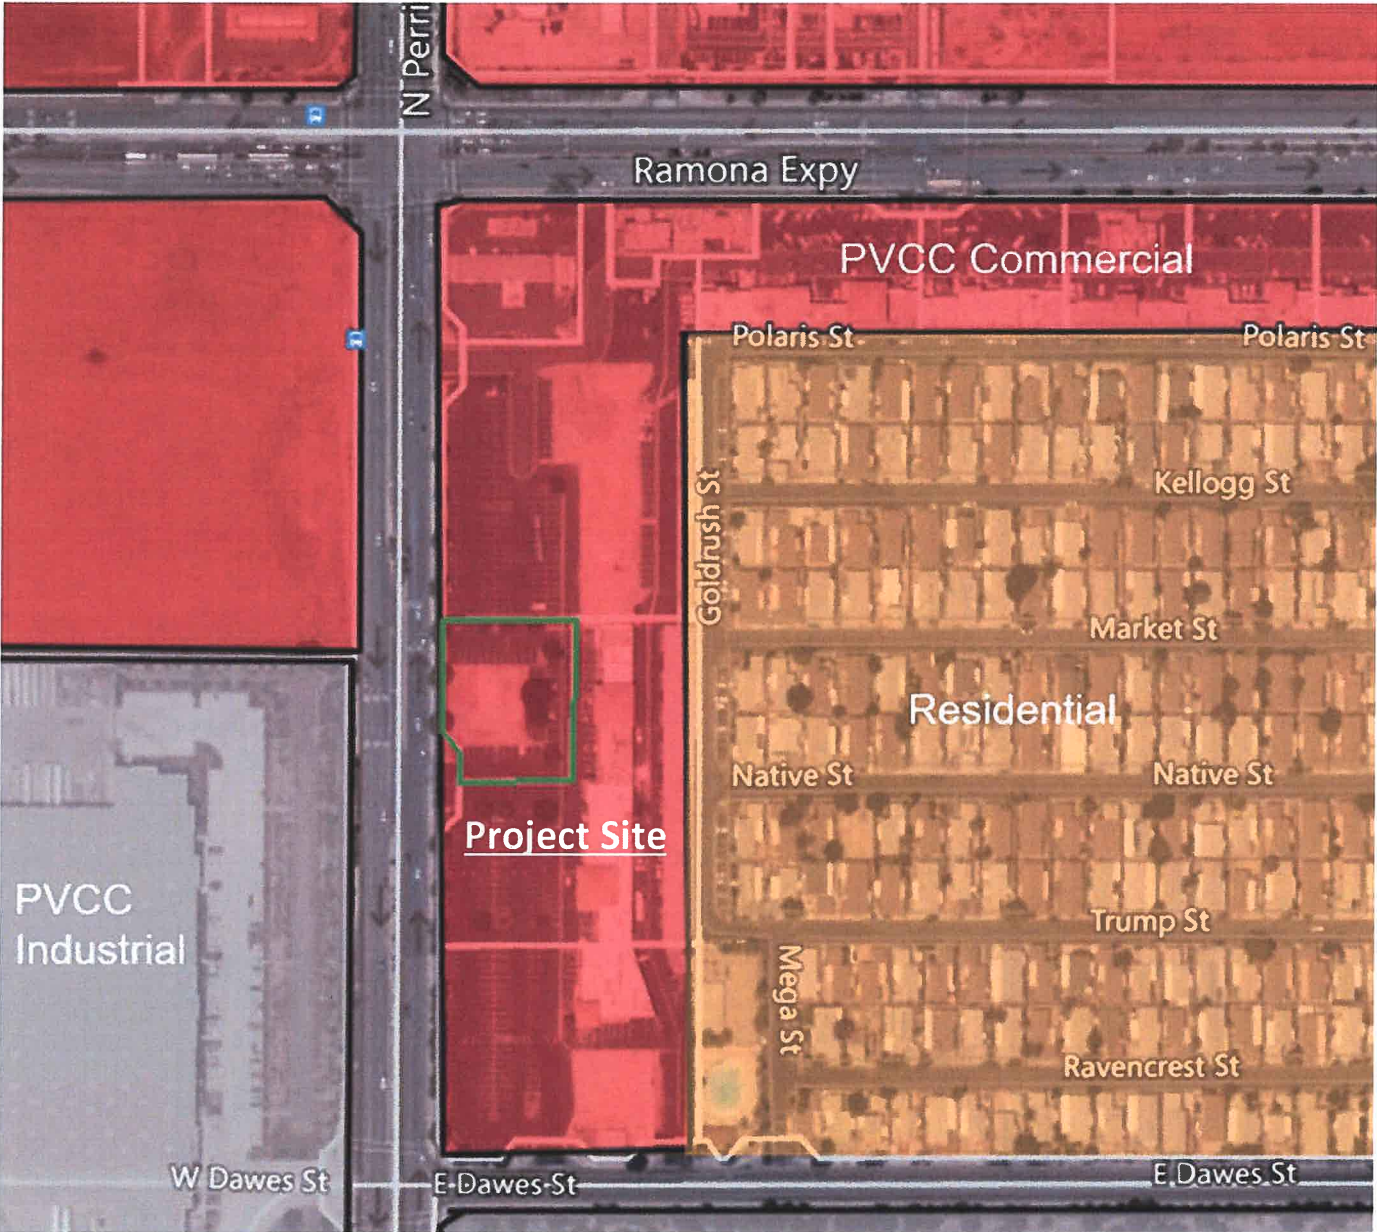 N Perri
Ramona Expy
PVCC Commercial
Polaris St
Polaris St
Kellogg St
Goldrush St
Market St
Residential
Native St
Native St
Project Site
PVCC
Industrial
Trump St
Mega St
Ravencrest St
W Dawes St
E Dawes St
E Dawes St